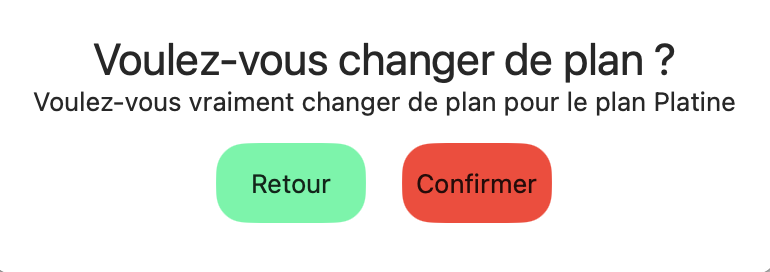 Voulez-vous changer de plan ?
Voulez-vous vraiment changer de plan pour le plan Platine
Retour
Confirmer